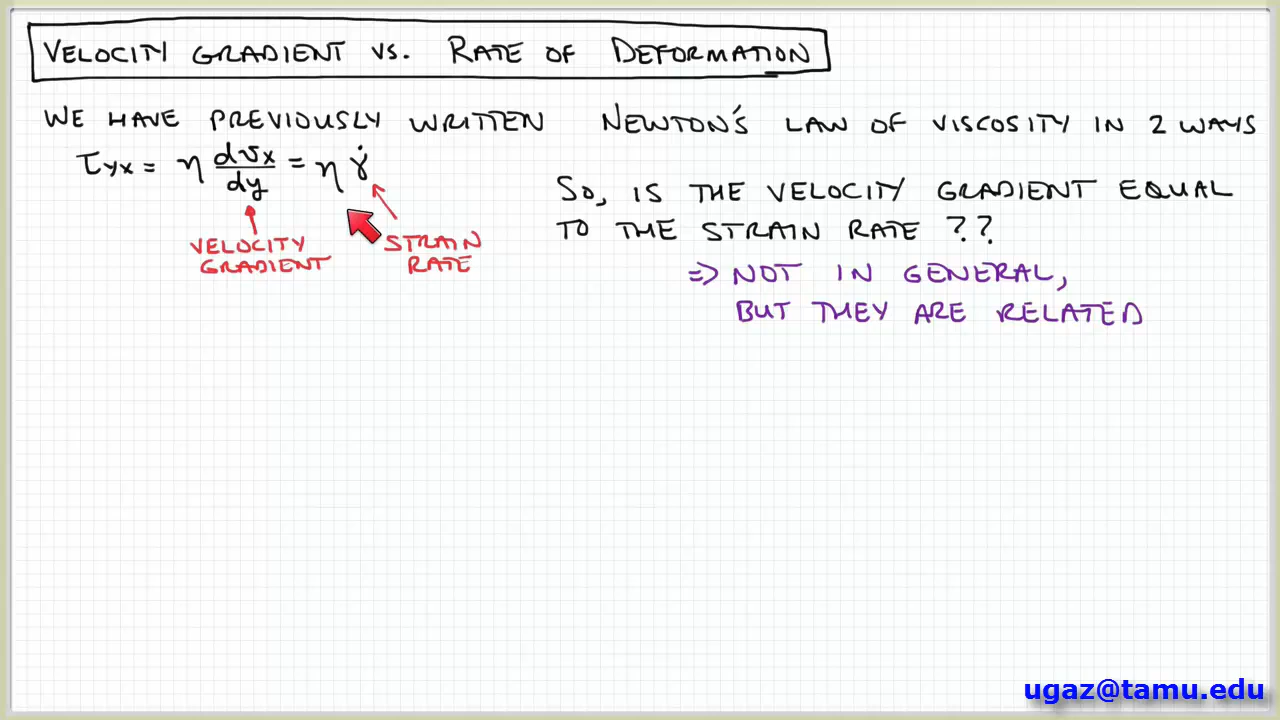 VELOCITY GRADIENT VS. RATE OF DEFORMATION
WE HAVE PREVIOUSLY WRITTEN NEWTON'S LAW OF VISCOSITY IN 2 WAYS
τyx = η dvx/dy = η γ̇
VELOCITY GRADIENT
STRAIN RATE
SO, IS THE VELOCITY GRADIENT EQUAL
TO THE STRAIN RATE ??
⇒ NOT IN GENERAL,
BUT THEY ARE RELATED
ugaz@tamu.edu